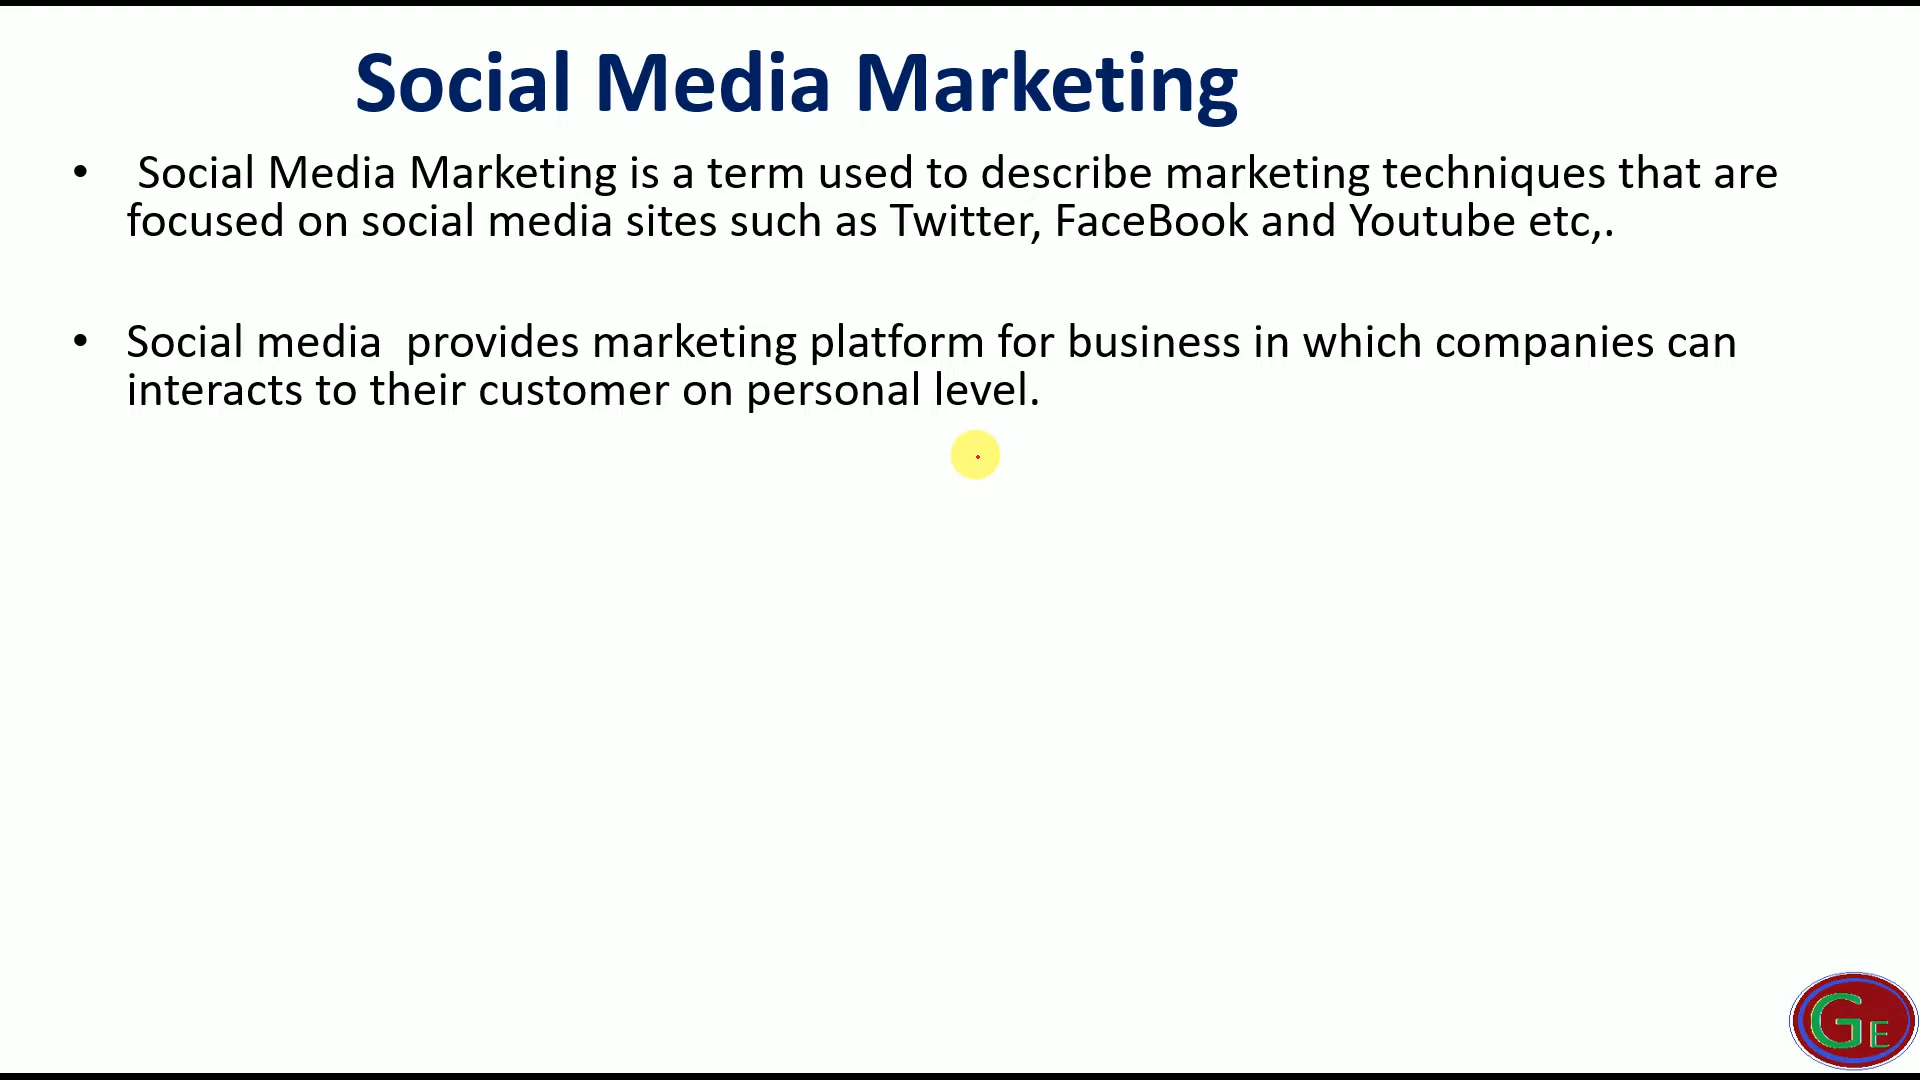 Social Media Marketing
• Social Media Marketing is a term used to describe marketing techniques that are
focused on social media sites such as Twitter, FaceBook and Youtube etc,.
• Social media provides marketing platform for business in which companies can
interacts to their customer on personal level.
GE